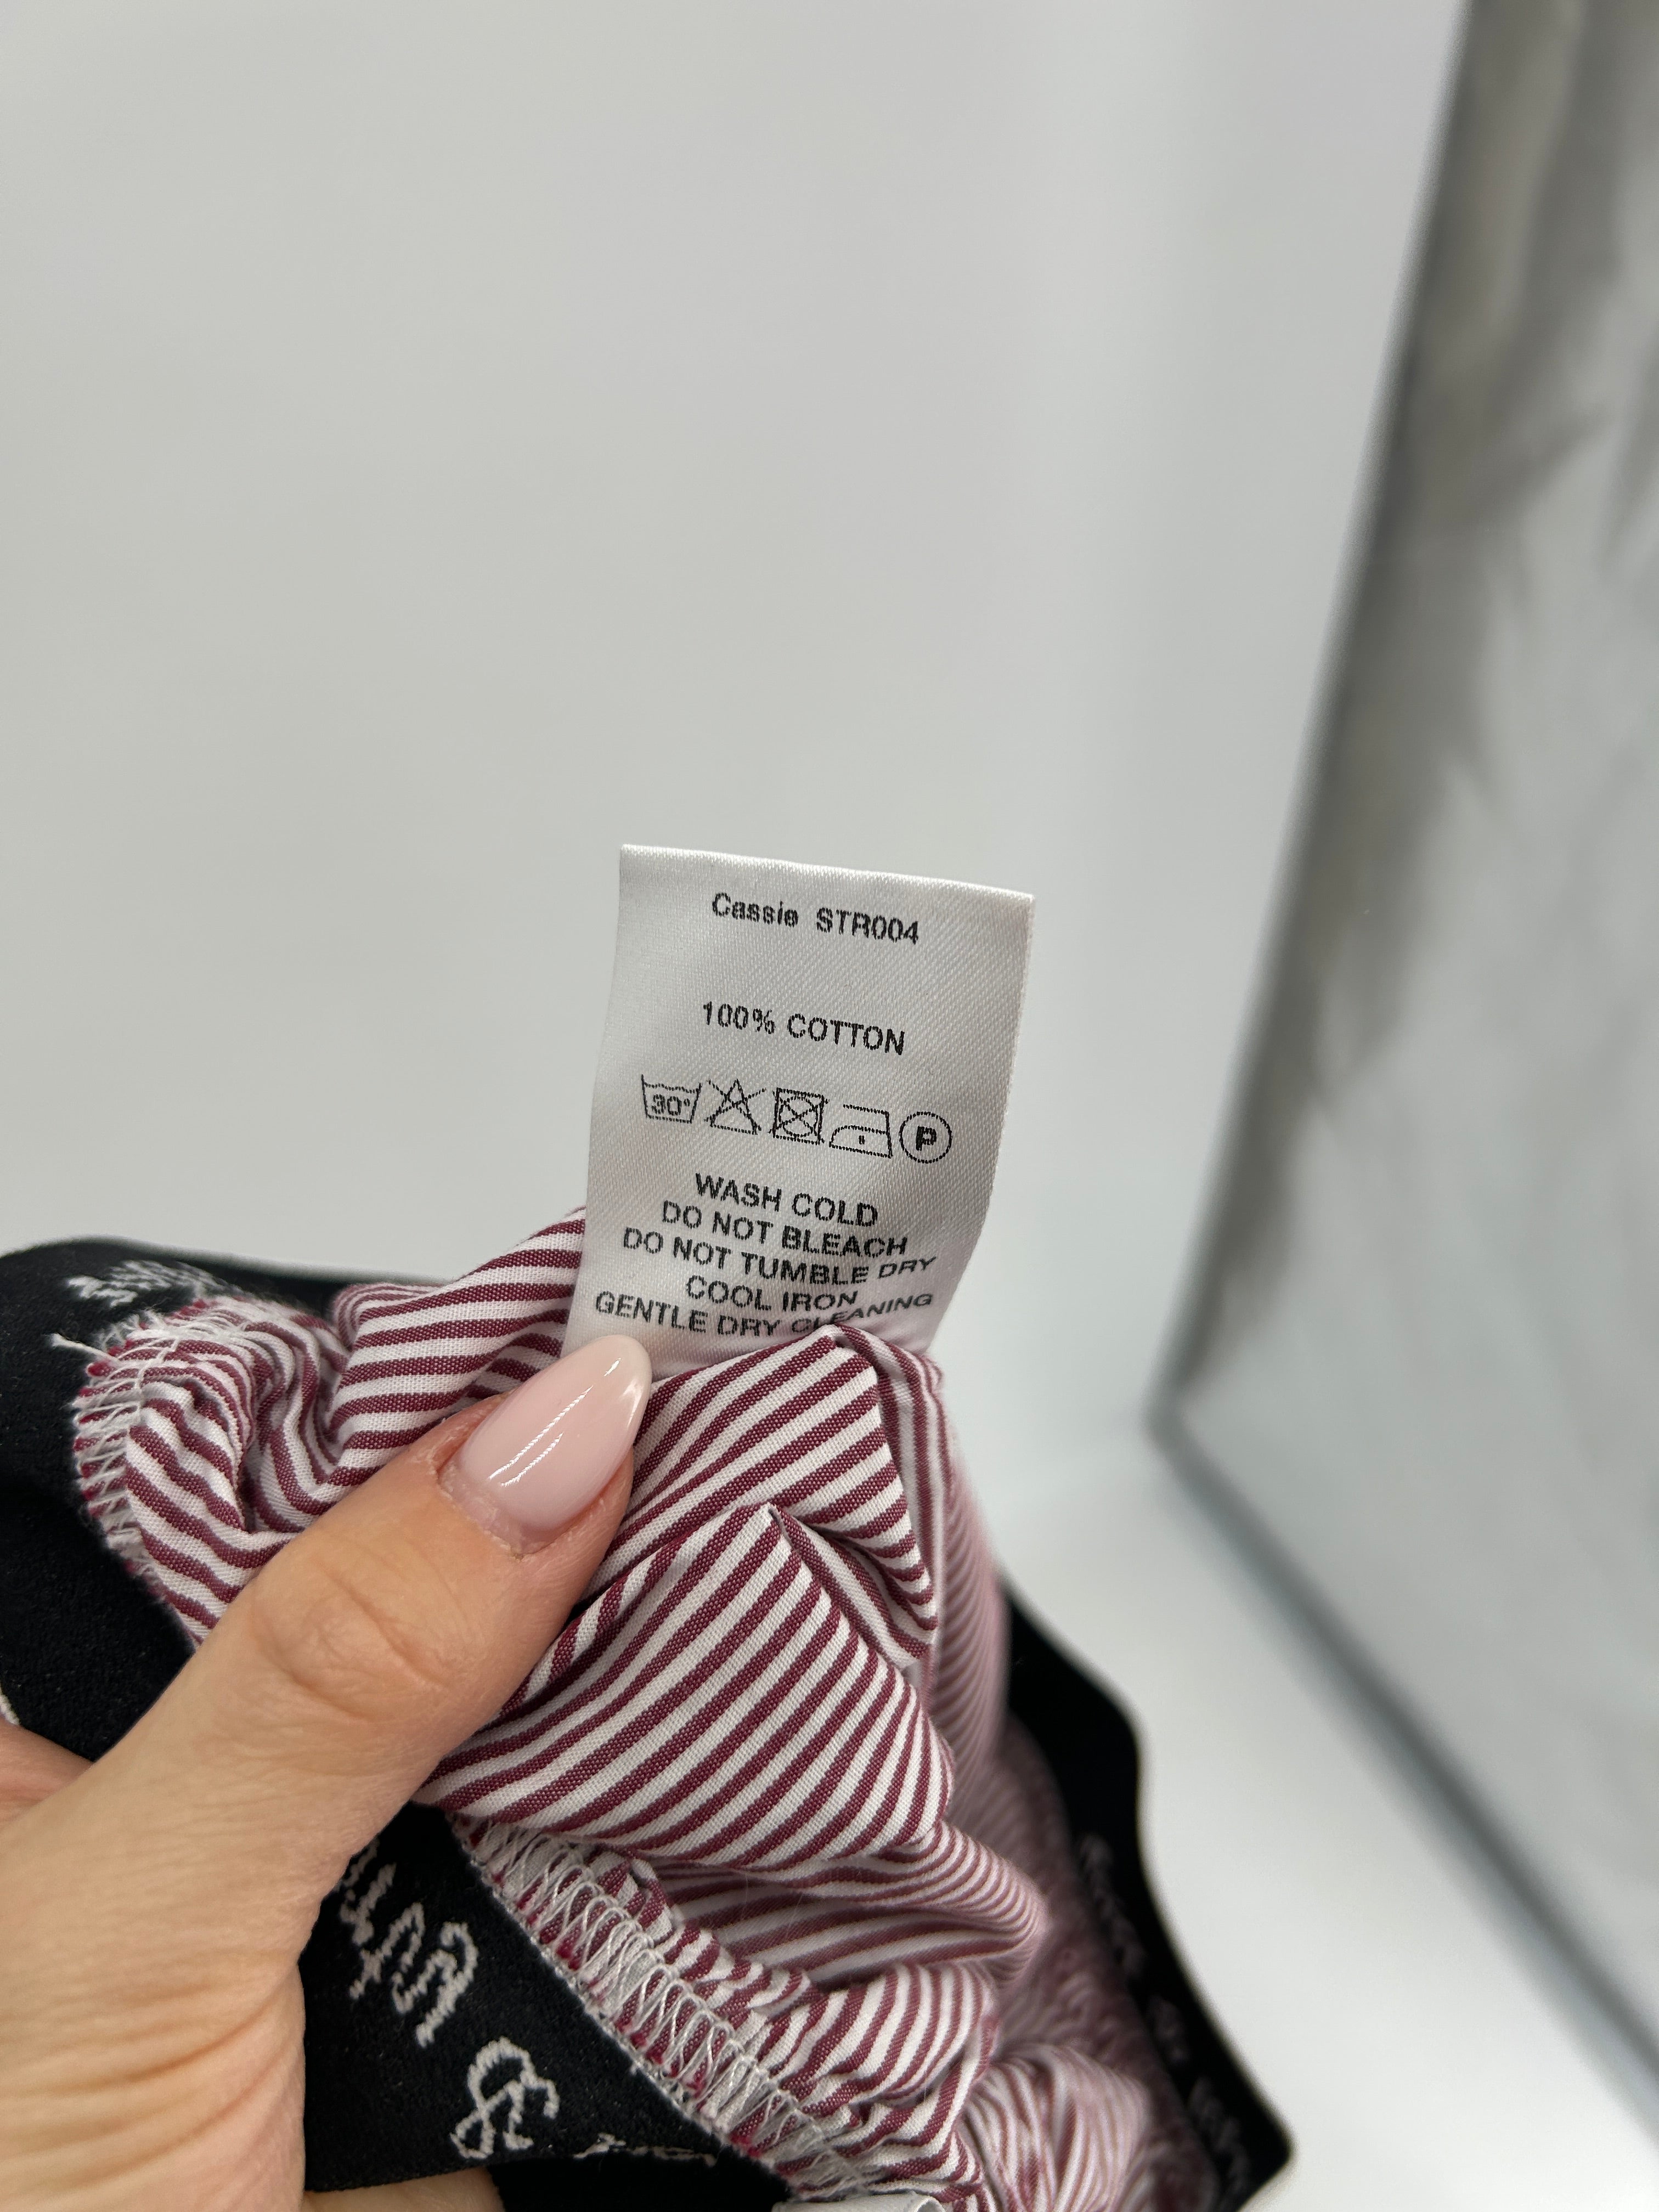 Cassie STR004
100% COTTON
30° P
WASH COLD
DO NOT BLEACH
DO NOT TUMBLE DRY
COOL IRON
GENTLE DRY CLEANING